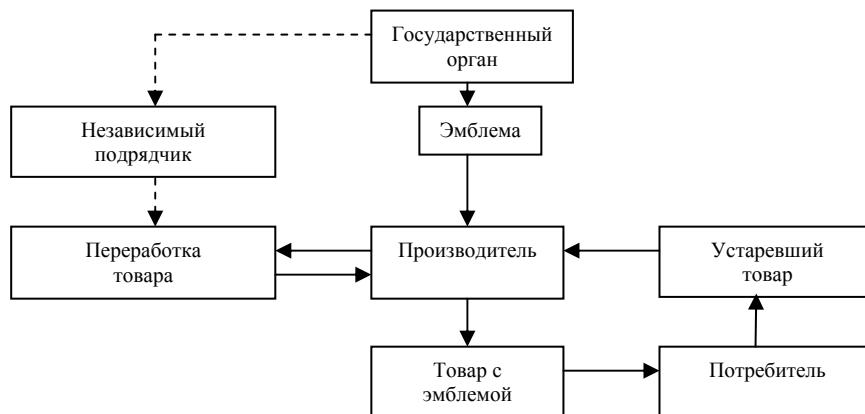 Государственный
орган
Независимый
подрядчик
Эмблема
Переработка
товара
Производитель
Устаревший
товар
Товар с
эмблемой
Потребитель